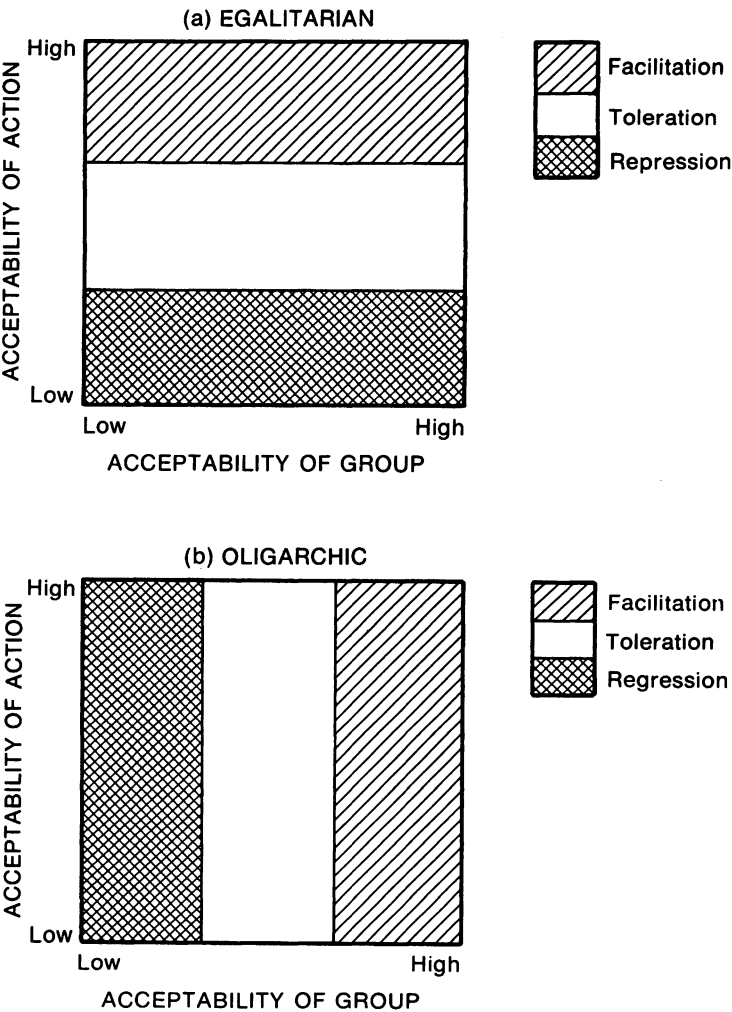 (a) EGALITARIAN
High
Facilitation
Toleration
Repression
ACCEPTABILITY OF ACTION
Low
Low
High
ACCEPTABILITY OF GROUP
(b) OLIGARCHIC
High
Facilitation
Toleration
Regression
ACCEPTABILITY OF ACTION
Low
Low
High
ACCEPTABILITY OF GROUP